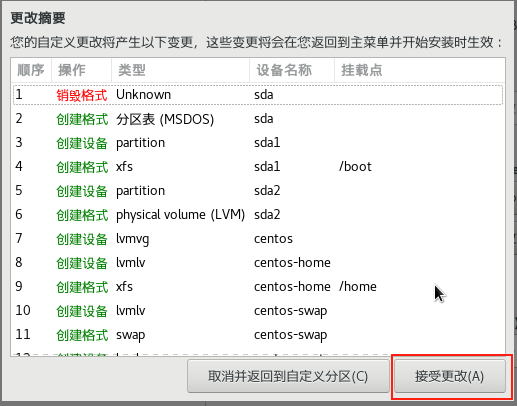 更改摘要
您的自定义更改将产生以下变更，这些变更将会在您返回到主菜单并开始安装时生效：
顺序 操作 类型 设备名称 挂载点
1 销毁格式 Unknown sda
2 创建格式 分区表 (MSDOS) sda
3 创建设备 partition sda1
4 创建格式 xfs sda1 /boot
5 创建设备 partition sda2
6 创建格式 physical volume (LVM) sda2
7 创建设备 lvmvg centos
8 创建设备 lvmlv centos-home
9 创建格式 xfs centos-home /home
10 创建设备 lvmlv centos-swap
11 创建格式 swap centos-swap
取消并返回到自定义分区(C) 接受更改(A)